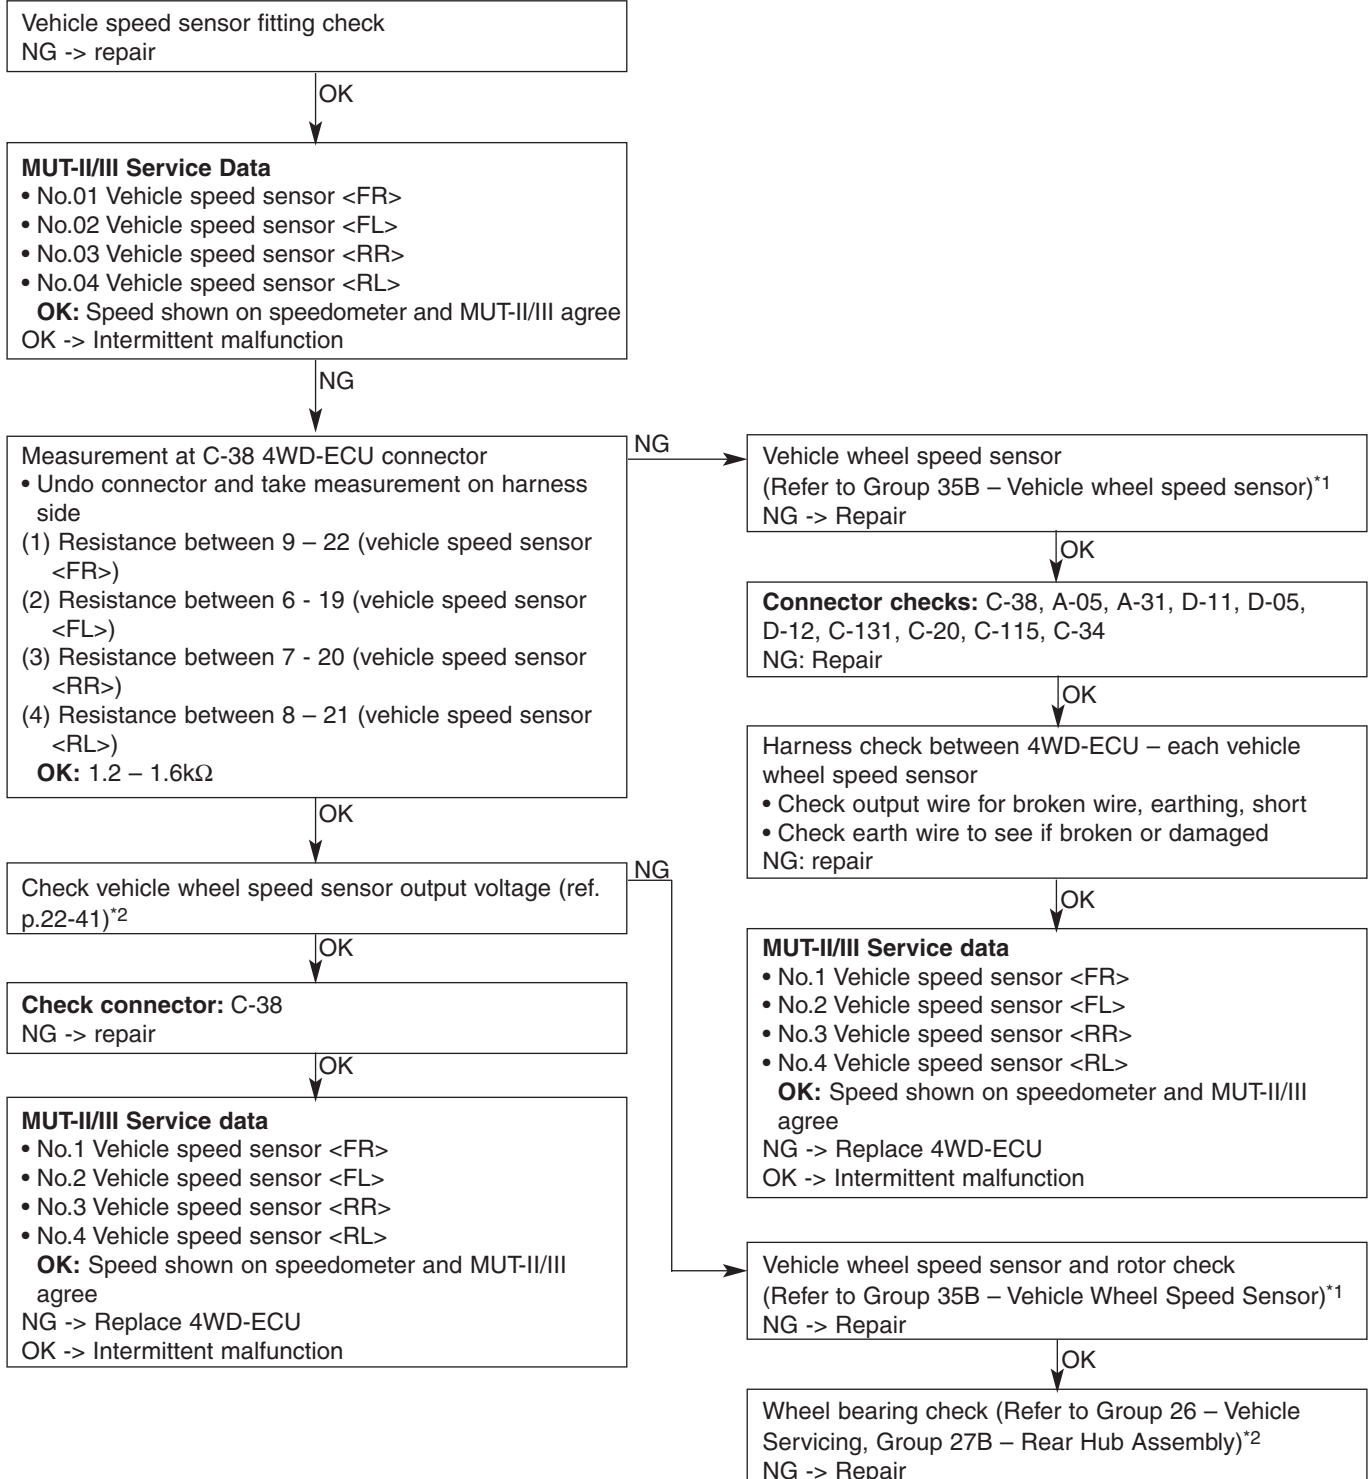 Vehicle speed sensor fitting check
NG -> repair
OK
MUT-II/III Service Data
• No.01 Vehicle speed sensor <FR>
• No.02 Vehicle speed sensor <FL>
• No.03 Vehicle speed sensor <RR>
• No.04 Vehicle speed sensor <RL>
OK: Speed shown on speedometer and MUT-II/III agree
OK -> Intermittent malfunction
NG
Measurement at C-38 4WD-ECU connector
• Undo connector and take measurement on harness
side
(1) Resistance between 9 – 22 (vehicle speed sensor
<FR>)
(2) Resistance between 6 - 19 (vehicle speed sensor
<FL>)
(3) Resistance between 7 - 20 (vehicle speed sensor
<RR>)
(4) Resistance between 8 – 21 (vehicle speed sensor
<RL>)
OK: 1.2 – 1.6kΩ
OK
Check vehicle wheel speed sensor output voltage (ref.
p.22-41)*2
OK
Check connector: C-38
NG -> repair
OK
MUT-II/III Service data
• No.1 Vehicle speed sensor <FR>
• No.2 Vehicle speed sensor <FL>
• No.3 Vehicle speed sensor <RR>
• No.4 Vehicle speed sensor <RL>
OK: Speed shown on speedometer and MUT-II/III
agree
NG -> Replace 4WD-ECU
OK -> Intermittent malfunction
NG
Vehicle wheel speed sensor
(Refer to Group 35B – Vehicle wheel speed sensor)*1
NG -> Repair
OK
Connector checks: C-38, A-05, A-31, D-11, D-05,
D-12, C-131, C-20, C-115, C-34
NG: Repair
OK
Harness check between 4WD-ECU – each vehicle
wheel speed sensor
• Check output wire for broken wire, earthing, short
• Check earth wire to see if broken or damaged
NG: repair
OK
MUT-II/III Service data
• No.1 Vehicle speed sensor <FR>
• No.2 Vehicle speed sensor <FL>
• No.3 Vehicle speed sensor <RR>
• No.4 Vehicle speed sensor <RL>
OK: Speed shown on speedometer and MUT-II/III
agree
NG -> Replace 4WD-ECU
OK -> Intermittent malfunction
NG
Vehicle wheel speed sensor and rotor check
(Refer to Group 35B – Vehicle Wheel Speed Sensor)*1
NG -> Repair
OK
Wheel bearing check (Refer to Group 26 – Vehicle
Servicing, Group 27B – Rear Hub Assembly)*2
NG -> Repair